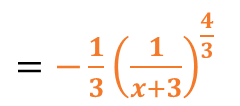 = −1/3 (1/(x+3))^(4/3)